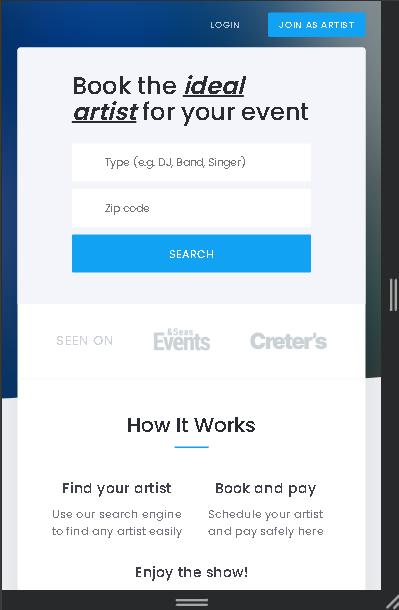 LOGIN
JOIN AS ARTIST
Book the ideal
artist for your event
Type (e.g. DJ, Band, Singer)
Zip code
SEARCH
SEEN ON
&Seas
Events
Creter's
How It Works
Find your artist
Use our search engine
to find any artist easily
Book and pay
Schedule your artist
and pay safely here
Enjoy the show!